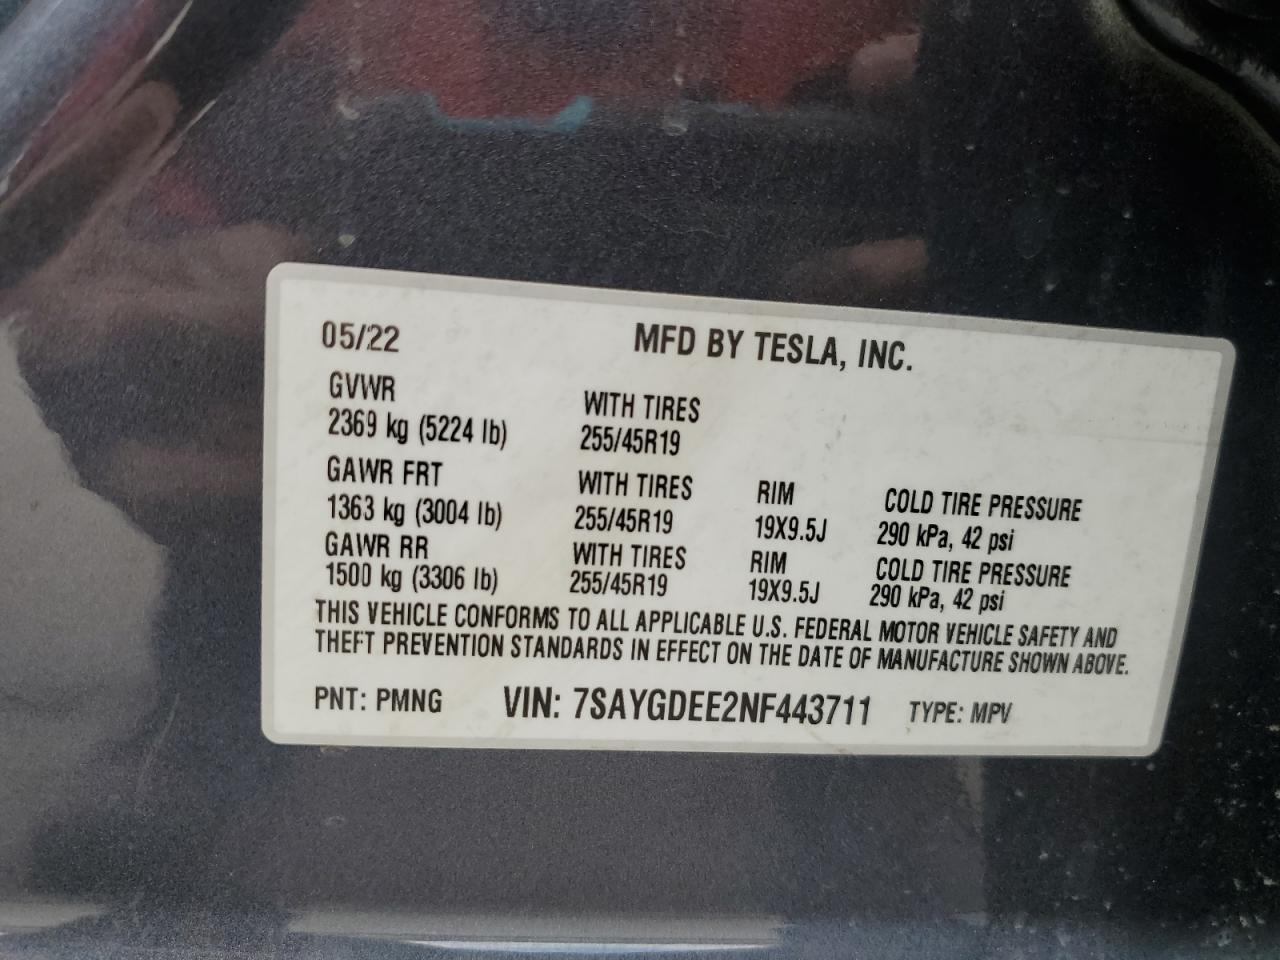 05/22 MFD BY TESLA, INC.
GVWR WITH TIRES
2369 kg (5224 lb) 255/45R19
GAWR FRT WITH TIRES RIM COLD TIRE PRESSURE
1363 kg (3004 lb) 255/45R19 19X9.5J 290 kPa, 42 psi
GAWR RR WITH TIRES RIM COLD TIRE PRESSURE
1500 kg (3306 lb) 255/45R19 19X9.5J 290 kPa, 42 psi
THIS VEHICLE CONFORMS TO ALL APPLICABLE U.S. FEDERAL MOTOR VEHICLE SAFETY AND
THEFT PREVENTION STANDARDS IN EFFECT ON THE DATE OF MANUFACTURE SHOWN ABOVE.
PNT: PMNG VIN: 7SAYGDEE2NF443711 TYPE: MPV